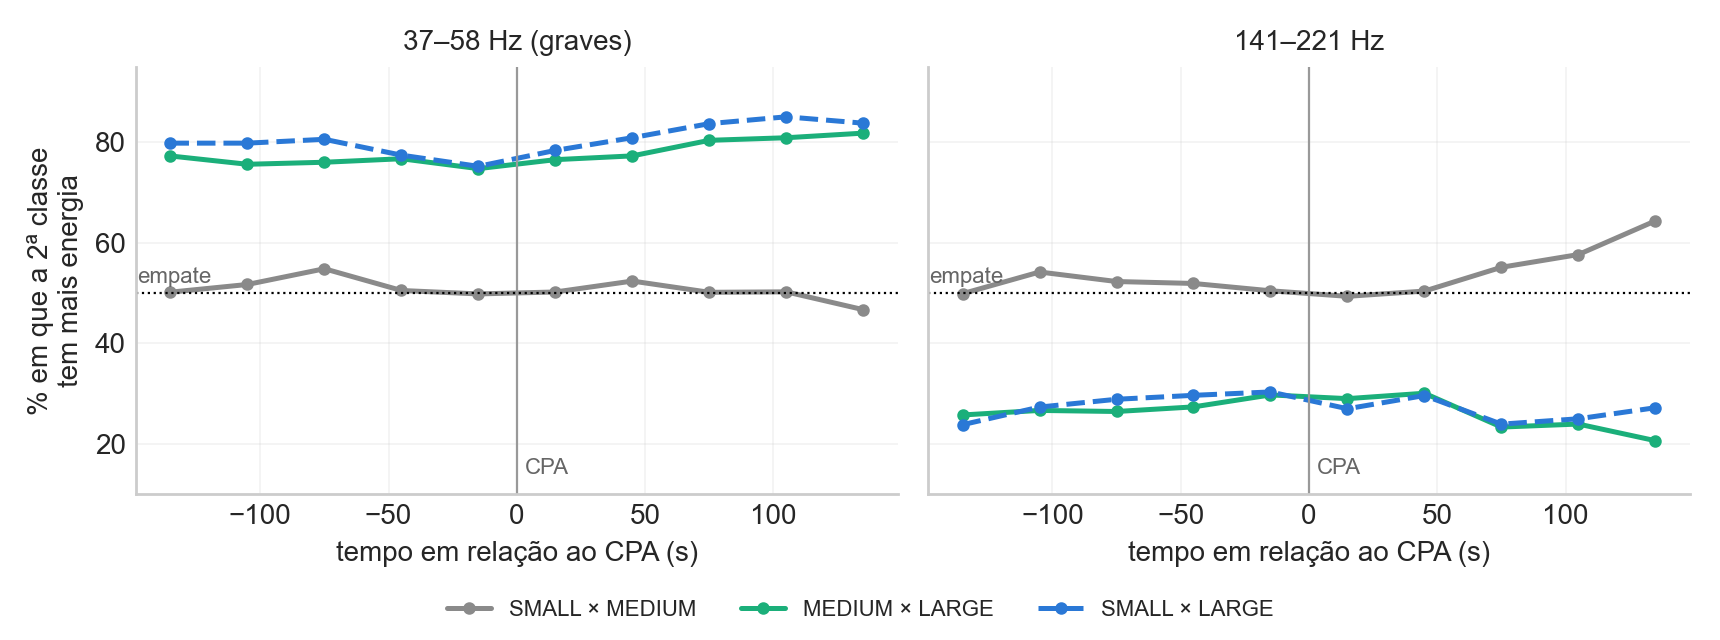 37–58 Hz (graves)
141–221 Hz
% em que a 2ª classe
tem mais energia
80
60
40
20
empate
CPA
empate
CPA
−100
−50
0
50
100
−100
−50
0
50
100
tempo em relação ao CPA (s)
tempo em relação ao CPA (s)
SMALL × MEDIUM
MEDIUM × LARGE
SMALL × LARGE